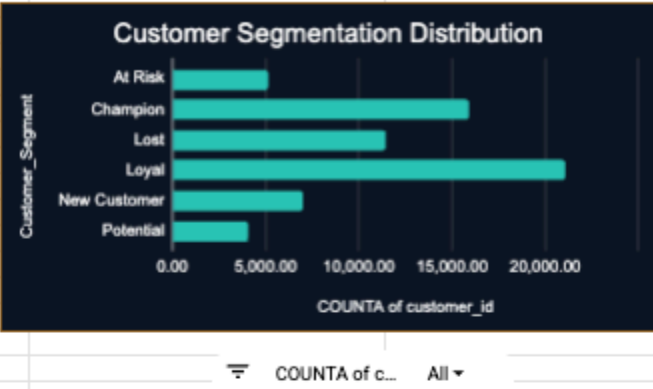 Customer Segmentation Distribution
Customer_Segment
At Risk
Champion
Lost
Loyal
New Customer
Potential
0.00 5,000.00 10,000.00 15,000.00 20,000.00
COUNTA of customer_id
COUNTA of c... All